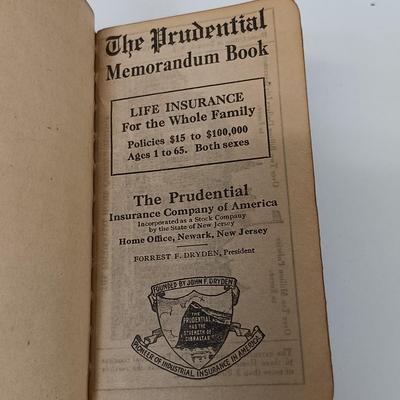 The Prudential
Memorandum Book
LIFE INSURANCE
For the Whole Family
Policies $15 to $100,000
Ages 1 to 65. Both sexes
The Prudential
Insurance Company of America
Incorporated as a Stock Company
by the State of New Jersey
Home Office, Newark, New Jersey
FORREST F. DRYDEN, President
FOUNDED BY JOHN F. DRYDEN
THE
PRUDENTIAL
HAS THE
STRENGTH OF
GIBRALTAR
PIONEER OF INDUSTRIAL INSURANCE IN AMERICA